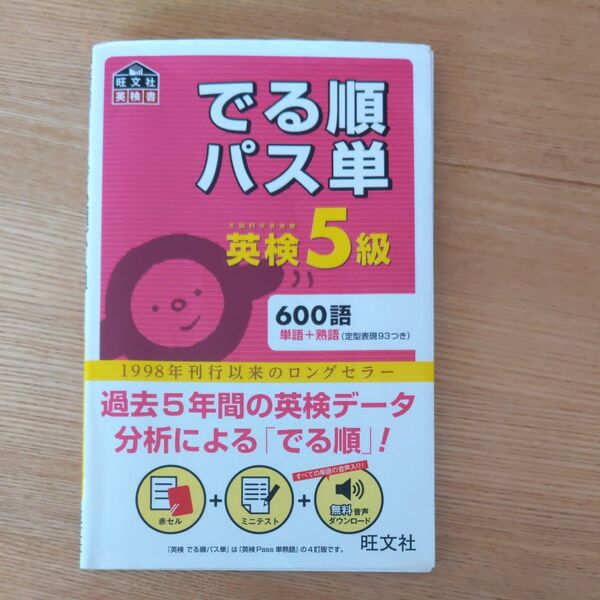 旺文社
英検書
でる順
パス単
文部科学省後援
英検5級
600語
単語+熟語(定型表現93つき)
1998年刊行以来のロングセラー
過去5年間の英検データ
分析による「でる順」!
すべての単語の音声入り!
赤セル + ミニテスト + 無料音声
ダウンロード
「英検 でる順パス単」は「英検Pass単熟語」の4訂版です。
旺文社